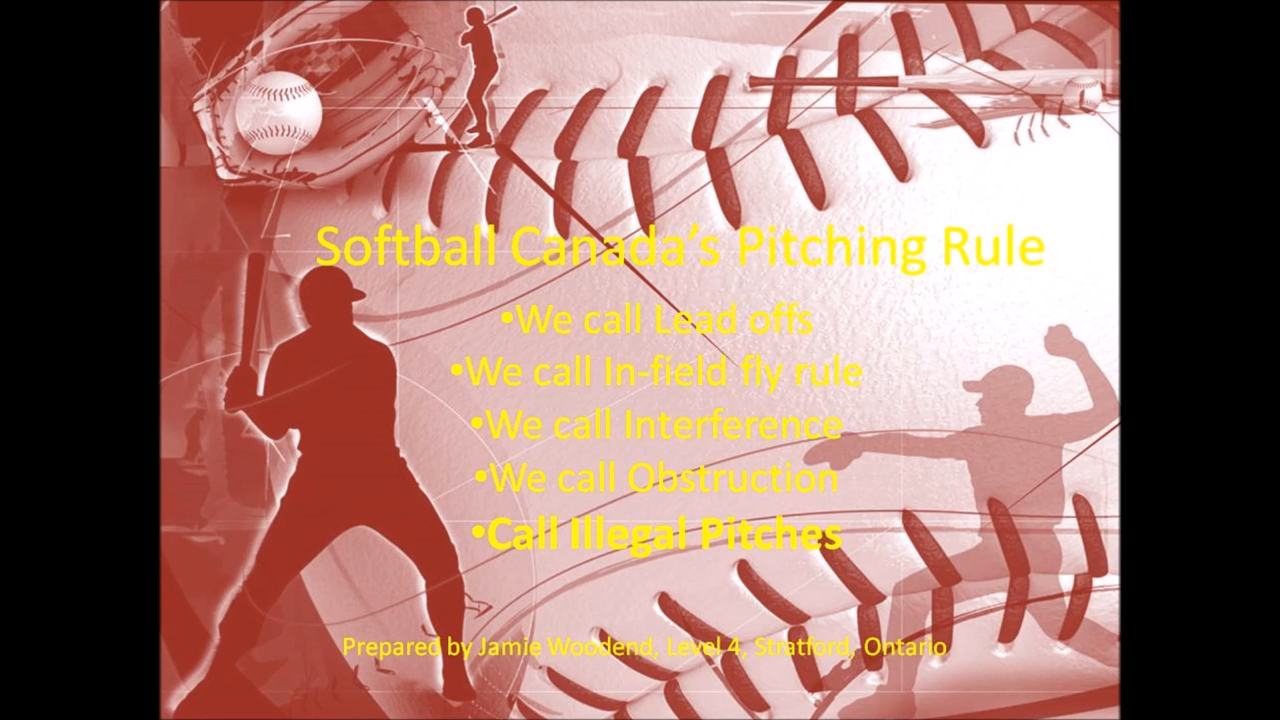 Softball Canada's Pitching Rule
•We call Lead offs
•We call In-field fly rule
•We call Interference
•We call Obstruction
•Call Illegal Pitches
Prepared by Jamie Woodend, Level 4, Stratford, Ontario